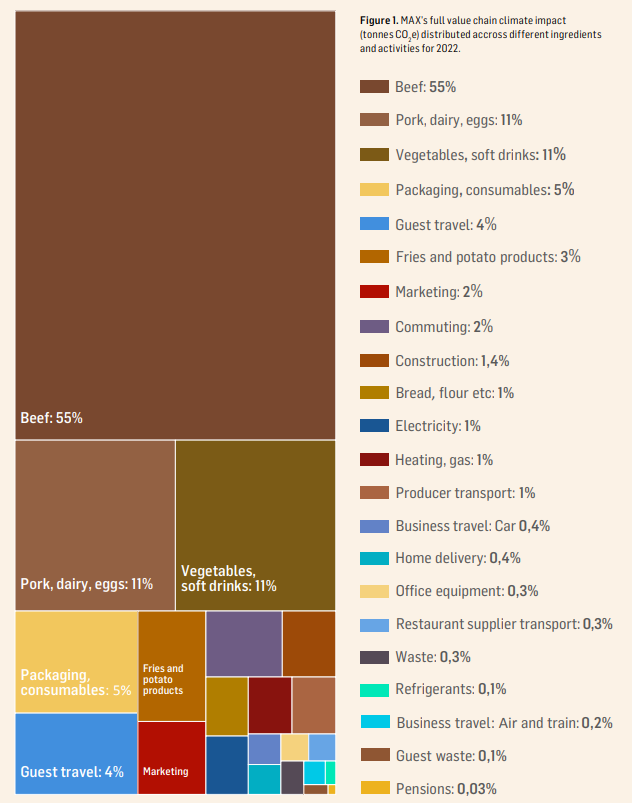 Figure 1. MAX's full value chain climate impact
(tonnes CO₂e) distributed accross different ingredients
and activities for 2022.
Beef: 55%
Pork, dairy, eggs: 11%
Vegetables, soft drinks: 11%
Packaging, consumables: 5%
Guest travel: 4%
Fries and potato products: 3%
Marketing: 2%
Commuting: 2%
Construction: 1,4%
Bread, flour etc: 1%
Electricity: 1%
Heating, gas: 1%
Producer transport: 1%
Business travel: Car 0,4%
Home delivery: 0,4%
Office equipment: 0,3%
Restaurant supplier transport: 0,3%
Waste: 0,3%
Refrigerants: 0,1%
Business travel: Air and train: 0,2%
Guest waste: 0,1%
Pensions: 0,03%
Beef: 55%
Pork, dairy, eggs: 11%
Vegetables,
soft drinks: 11%
Packaging,
consumables: 5%
Fries and
potato
products
Guest travel: 4%
Marketing